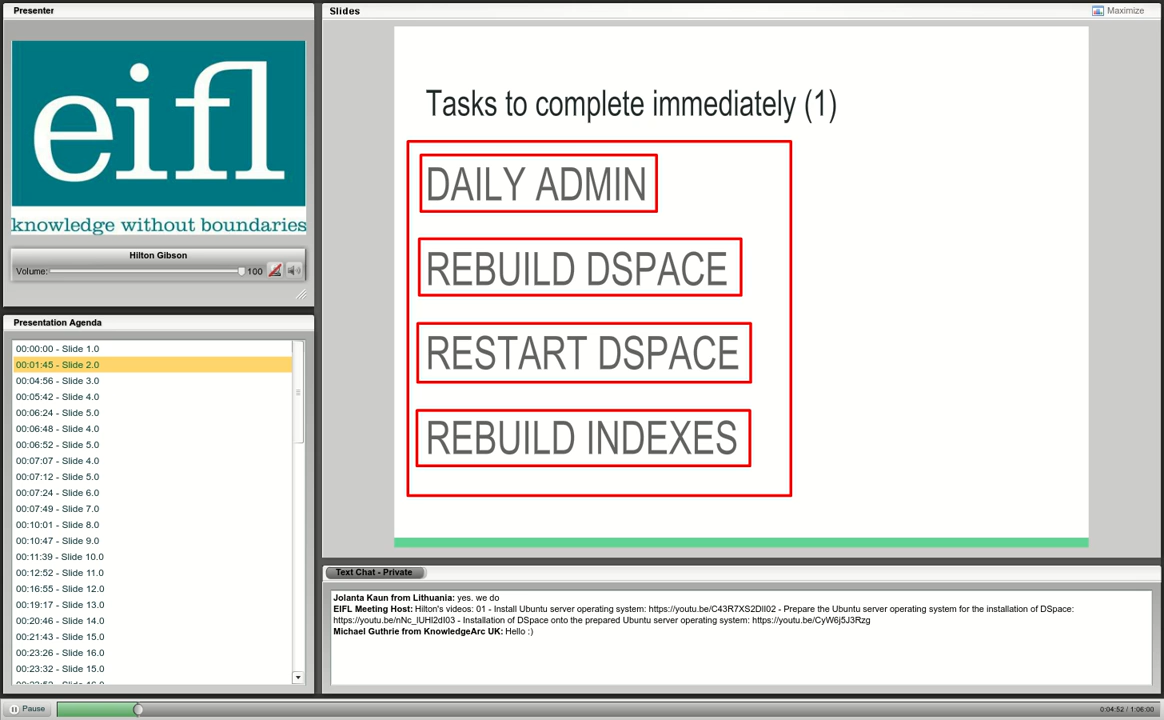 Presenter
eifl
knowledge without boundaries
Hilton Gibson
Volume: 100
Presentation Agenda
00:00:00 - Slide 1.0
00:01:45 - Slide 2.0
00:04:56 - Slide 3.0
00:05:42 - Slide 4.0
00:06:24 - Slide 5.0
00:06:48 - Slide 4.0
00:06:52 - Slide 5.0
00:07:07 - Slide 4.0
00:07:12 - Slide 5.0
00:07:24 - Slide 6.0
00:07:49 - Slide 7.0
00:10:01 - Slide 8.0
00:10:47 - Slide 9.0
00:11:39 - Slide 10.0
00:12:52 - Slide 11.0
00:16:55 - Slide 12.0
00:19:17 - Slide 13.0
00:20:46 - Slide 14.0
00:21:43 - Slide 15.0
00:23:26 - Slide 16.0
00:23:32 - Slide 15.0
Slides
Maximize
Tasks to complete immediately (1)
DAILY ADMIN
REBUILD DSPACE
RESTART DSPACE
REBUILD INDEXES
Text Chat - Private
Jolanta Kaun from Lithuania: yes. we do
EIFL Meeting Host: Hilton's videos: 01 - Install Ubuntu server operating system: https://youtu.be/C43R7XS2DlI02 - Prepare the Ubuntu server operating system for the installation of DSpace:
https://youtu.be/nNc_lUHl2dI03 - Installation of DSpace onto the prepared Ubuntu server operating system: https://youtu.be/CyW6j5J3Rzg
Michael Guthrie from KnowledgeArc UK: Hello :)
Pause
0:04:52 / 1:06:00